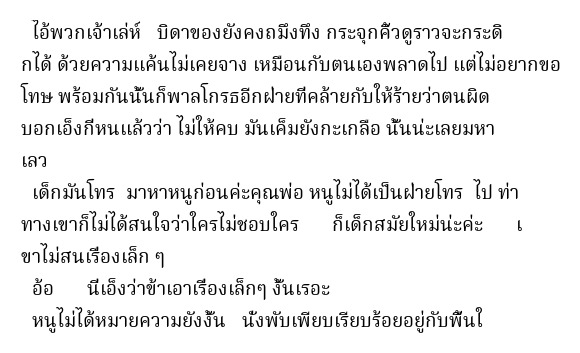 ไอ้พวกเจ้าเล่ห์ บิดาของยังคงถมึงทึง กระจุกคิ้วดูราวจะกระดิ
กได้ ด้วยความแค้นไม่เคยจาง เหมือนกับตนเองพลาดไป แต่ไม่อยากขอ
โทษ พร้อมกันนั้นก็พาลโกรธอีกฝ่ายที่คล้ายกับให้ร้ายว่าตนผิด
บอกเอ็งกี่หนแล้วว่า ไม่ให้คบ มันเค็มยังกะเกลือ นั้นน่ะเลยมหา
เลว
เด็กมันโทร มาหาหนูก่อนค่ะคุณพ่อ หนูไม่ได้เป็นฝ่ายโทร ไป ท่า
ทางเขาก็ไม่ได้สนใจว่าใครไม่ชอบใคร ก็เด็กสมัยใหม่น่ะค่ะ เ
ขาไม่สนเรื่องเล็ก ๆ
อ้อ นี่เอ็งว่าข้าเอาเรื่องเล็กๆ งั้นเรอะ
หนูไม่ได้หมายความยังงั้น นั่งพับเพียบเรียบร้อยอยู่กับพื้นใ